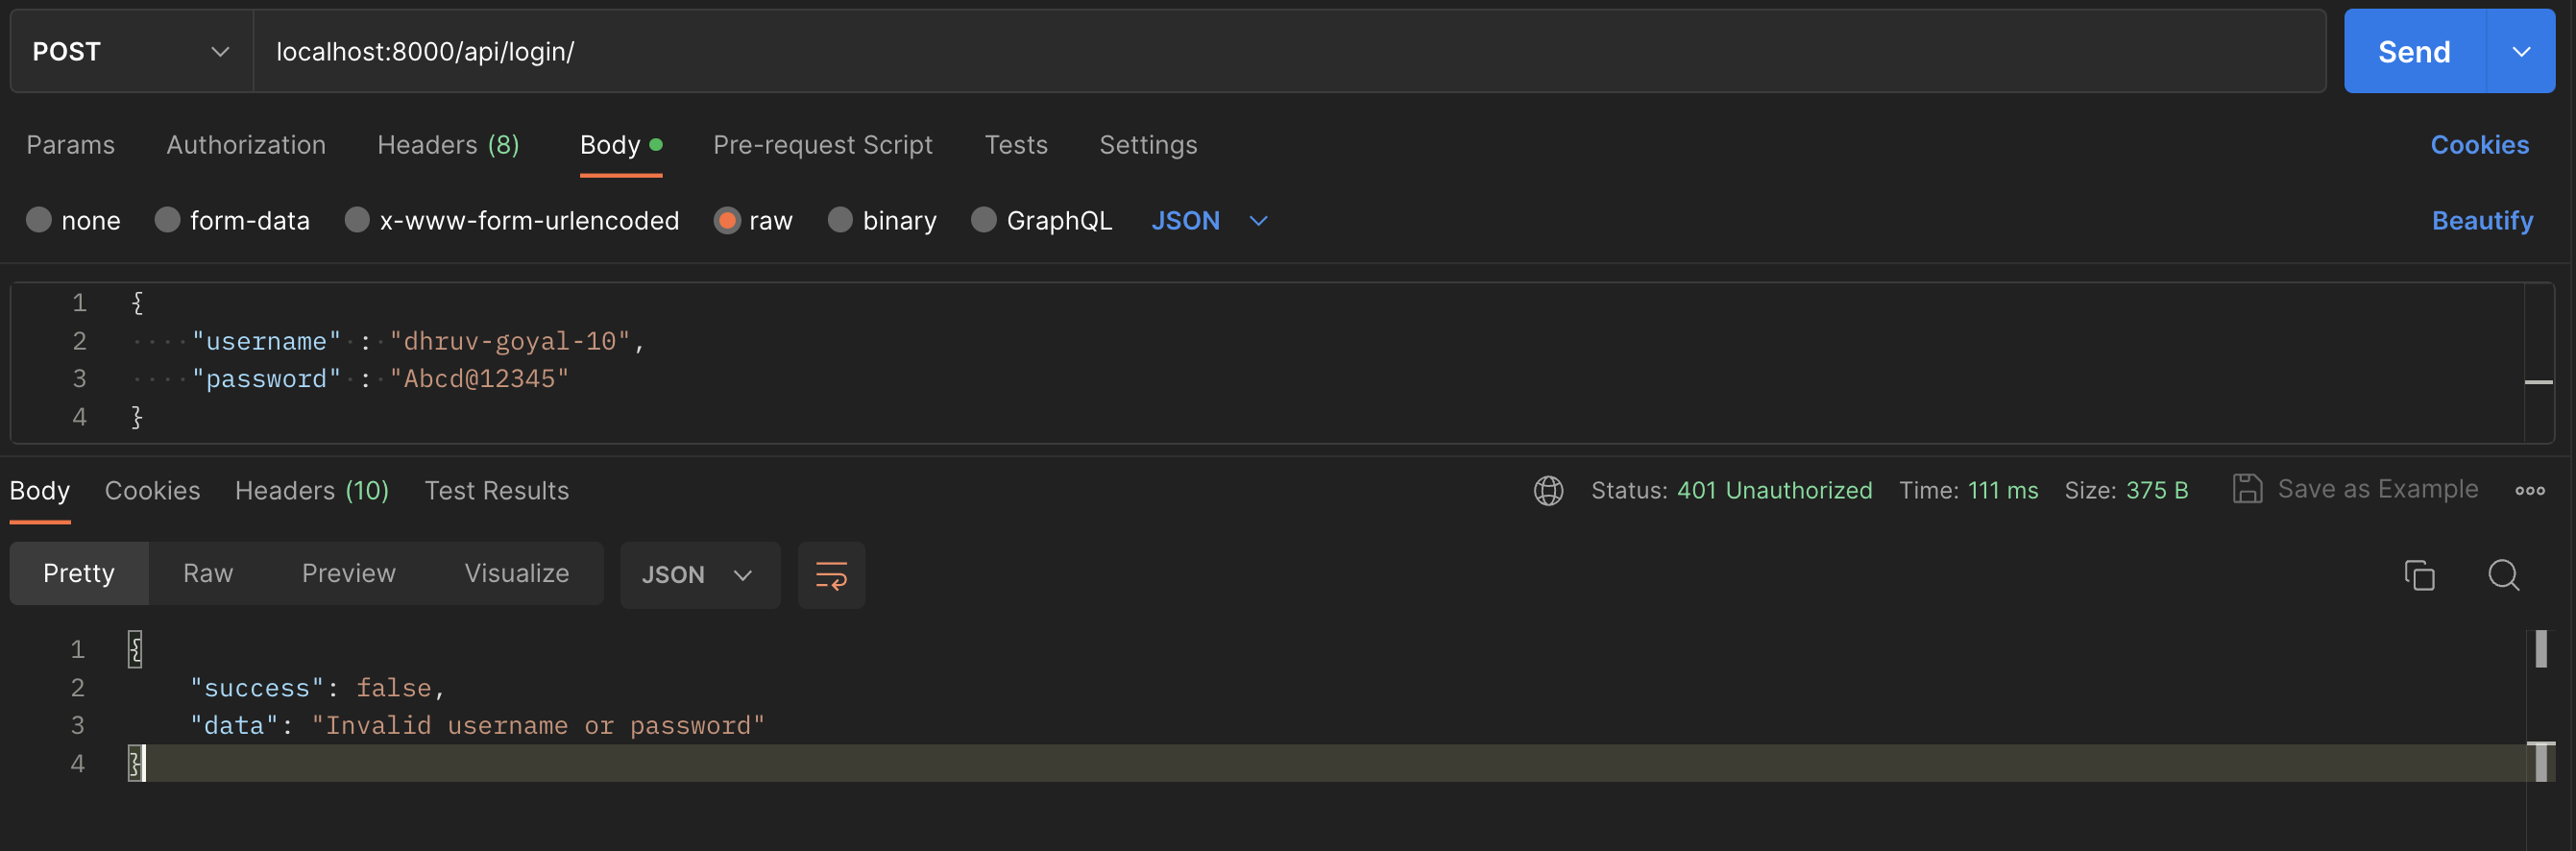 POST localhost:8000/api/login/ Send
Params Authorization Headers (8) Body Pre-request Script Tests Settings Cookies
none form-data x-www-form-urlencoded raw binary GraphQL JSON Beautify
1 {
2 "username" : "dhruv-goyal-10",
3 "password" : "Abcd@12345"
4 }
Body Cookies Headers (10) Test Results Status: 401 Unauthorized Time: 111 ms Size: 375 B Save as Example
Pretty Raw Preview Visualize JSON
1 {
2 "success": false,
3 "data": "Invalid username or password"
4 }